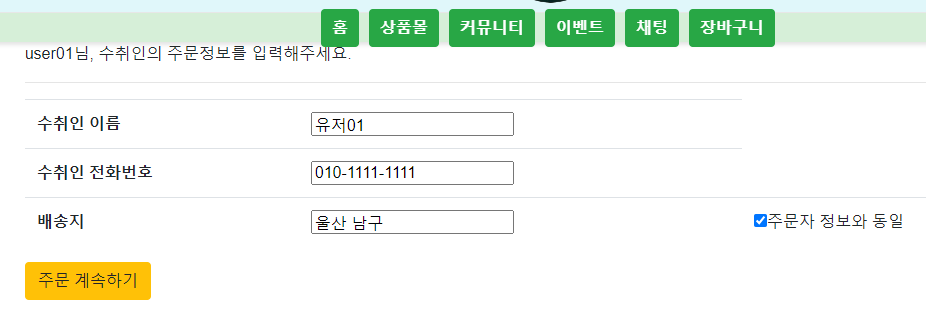 홈 상품몰 커뮤니티 이벤트 채팅 장바구니
user01님, 수취인의 주문정보를 입력해주세요.
수취인 이름 유저01
수취인 전화번호 010-1111-1111
배송지 울산 남구 주문자 정보와 동일
주문 계속하기